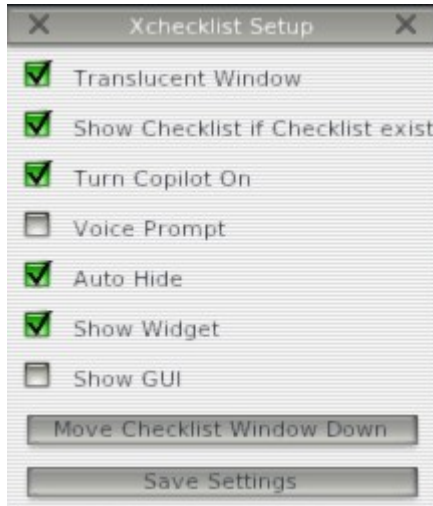 Xchecklist Setup
Translucent Window
Show Checklist if Checklist exist
Turn Copilot On
Voice Prompt
Auto Hide
Show Widget
Show GUI
Move Checklist Window Down
Save Settings